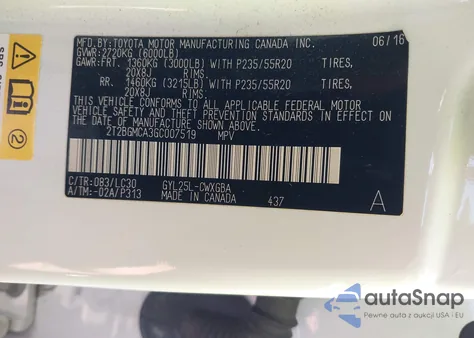 MFD. BY: TOYOTA MOTOR MANUFACTURING CANADA INC. 06/16
GVWR: 2720KG (6000LB)
GAWR: FRT. 1360KG (3000LB) WITH P235/55R20 TIRES,
20X8J RIMS.
RR. 1460KG (3215LB) WITH P235/55R20 TIRES,
20X8J RIMS.
THIS VEHICLE CONFORMS TO ALL APPLICABLE FEDERAL MOTOR
VEHICLE SAFETY STANDARDS IN EFFECT ON
THE DATE OF MANUFACTURE SHOWN ABOVE.
2T2BGMCA3GC007519 MPV
C/TR: 083/LC30 GYL25L-CWXGBA
A/TM: -02A/P313 MADE IN CANADA 437 A
SRS
2
autoSnap
Pewne auta z aukcji USA i EU